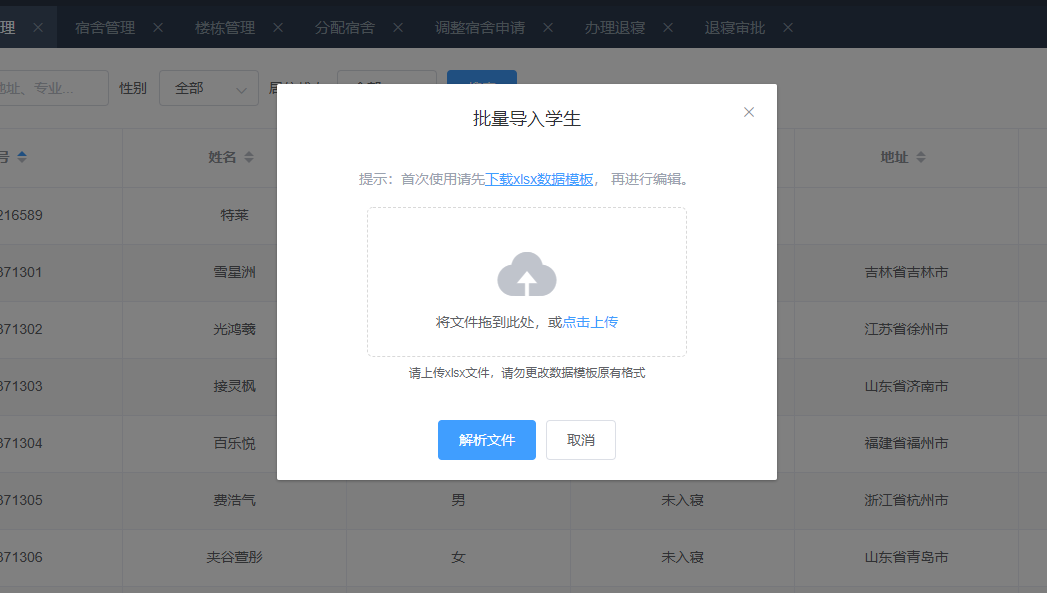 理 宿舍管理 楼栋管理 分配宿舍 调整宿舍申请 办理退寝 退寝审批
地址、专业... 性别 全部
批量导入学生
号 姓名 地址
提示：首次使用请先下载xlsx数据模板， 再进行编辑。
216589 特莱
371301 雪星洲 吉林省吉林市
将文件拖到此处，或点击上传
371302 光鸿羲 江苏省徐州市
请上传xlsx文件，请勿更改数据模板原有格式
371303 接灵枫 山东省济南市
解析文件 取消
371304 百乐悦 福建省福州市
371305 费浩气 男 未入寝 浙江省杭州市
371306 夹谷萱彤 女 未入寝 山东省青岛市